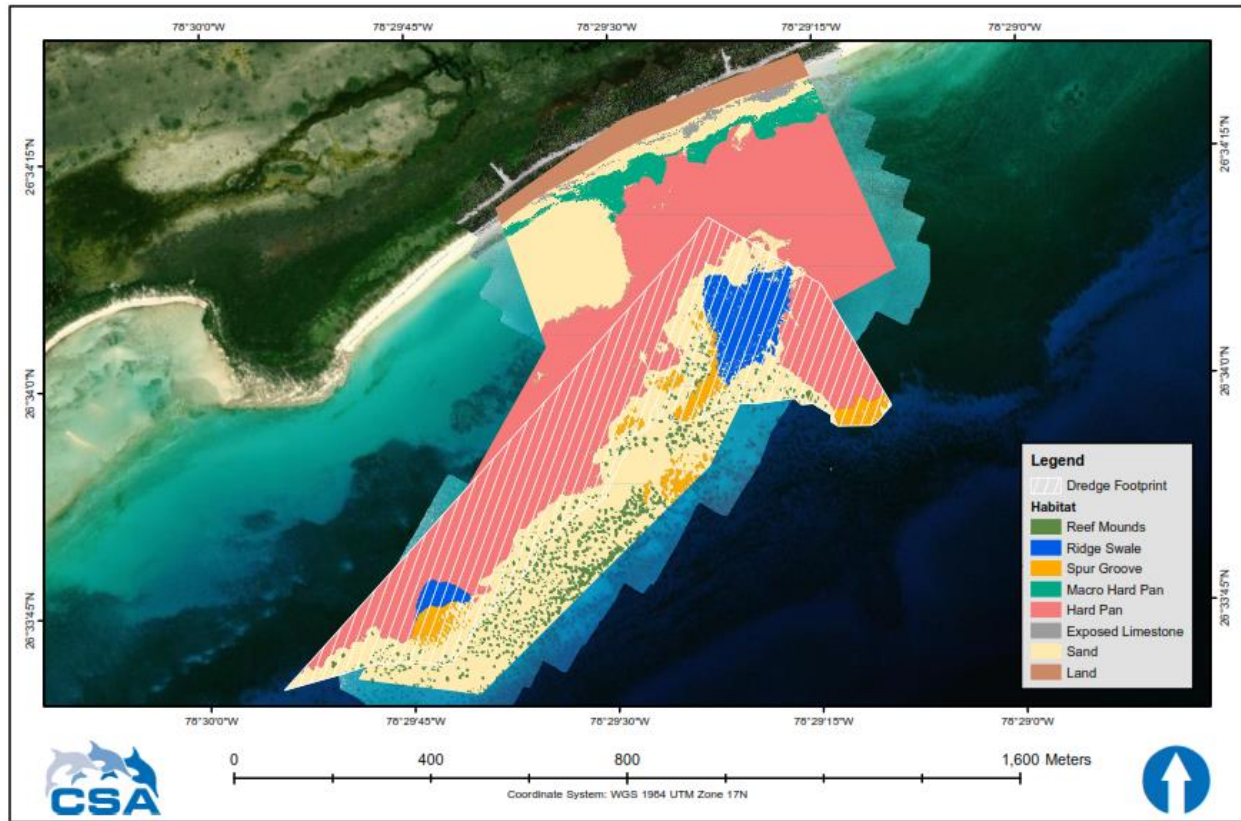 78°30'0"W 78°29'45"W 78°29'30"W 78°29'15"W 78°29'0"W
26°34'15"N 26°34'15"N
26°34'0"N 26°34'0"N
26°33'45"N 26°33'45"N
Legend
Dredge Footprint
Habitat
Reef Mounds
Ridge Swale
Spur Groove
Macro Hard Pan
Hard Pan
Exposed Limestone
Sand
Land
78°30'0"W 78°29'45"W 78°29'30"W 78°29'15"W 78°29'0"W
0 400 800 1,600 Meters
Coordinate System: WGS 1984 UTM Zone 17N
CSA